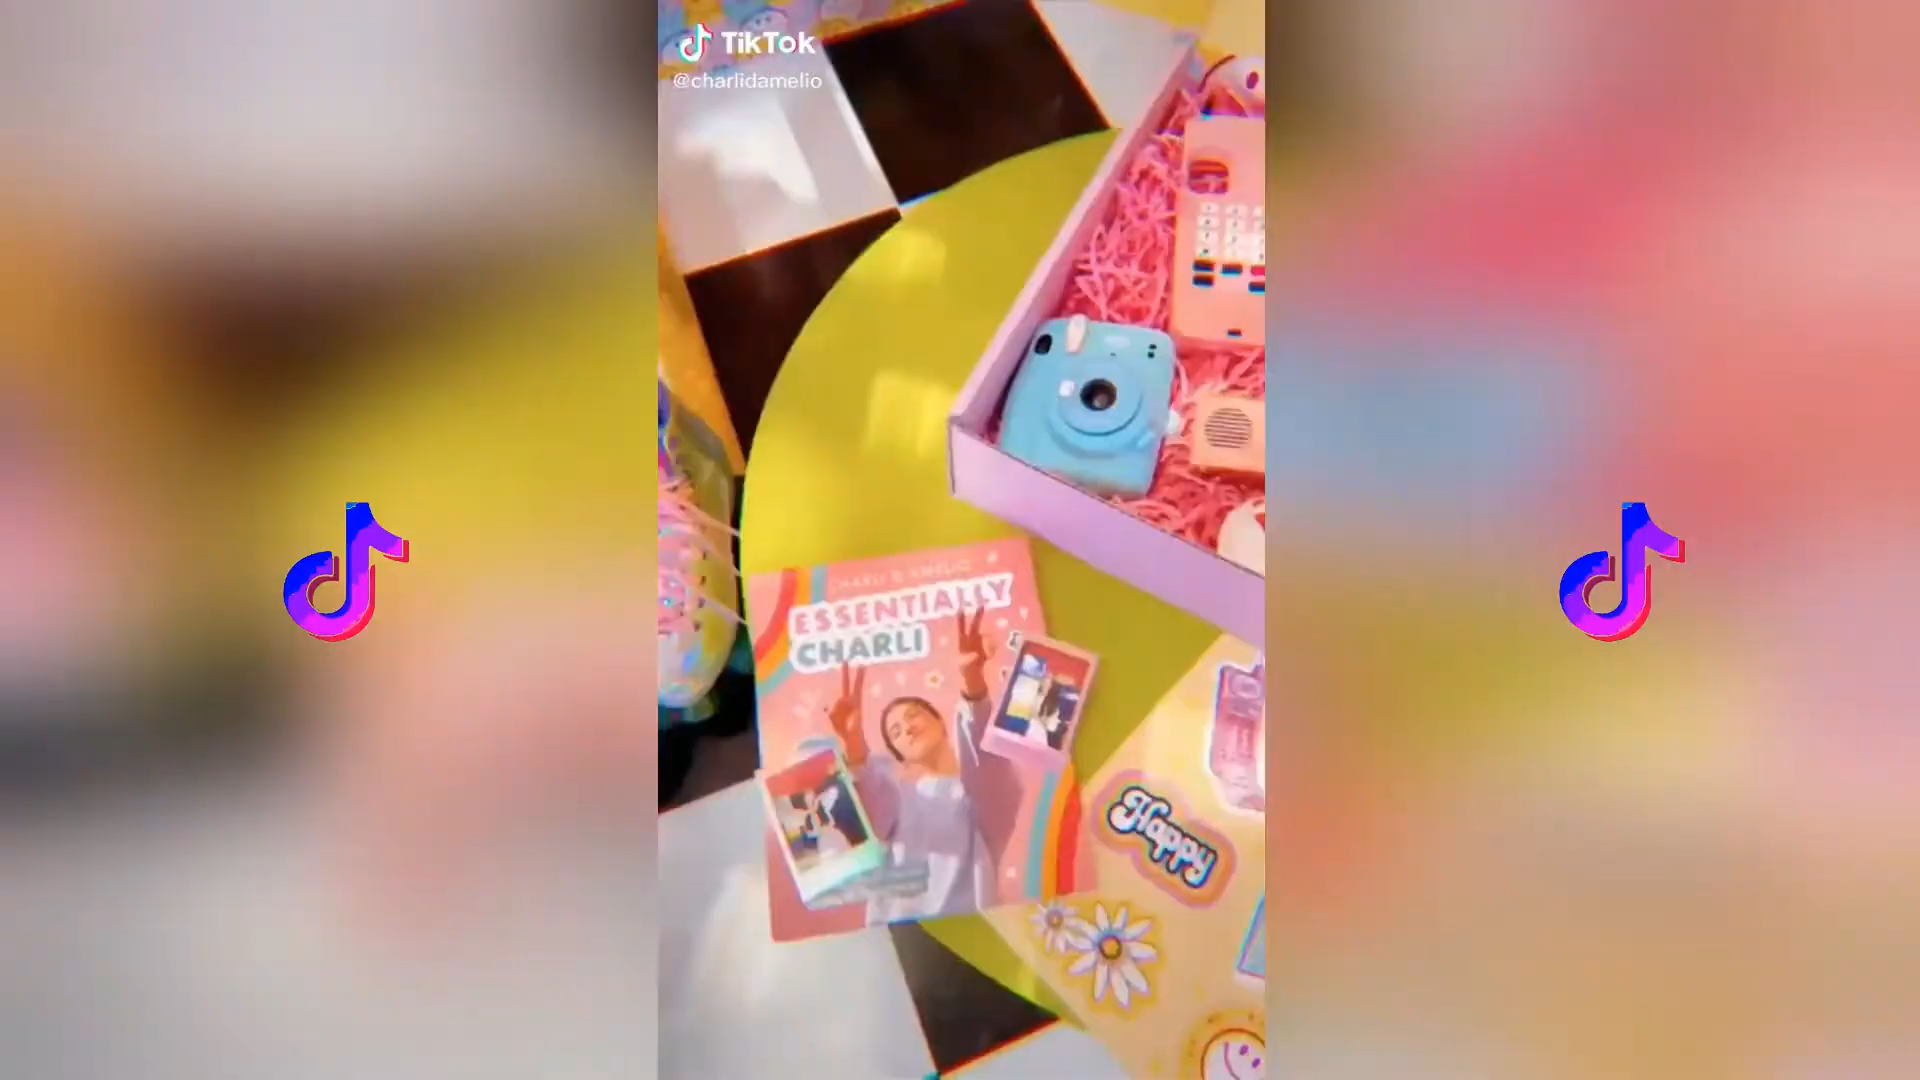 TikTok
@charlidamelio
CHARLI D'AMELIO
ESSENTIALLY
CHARLI
Happy